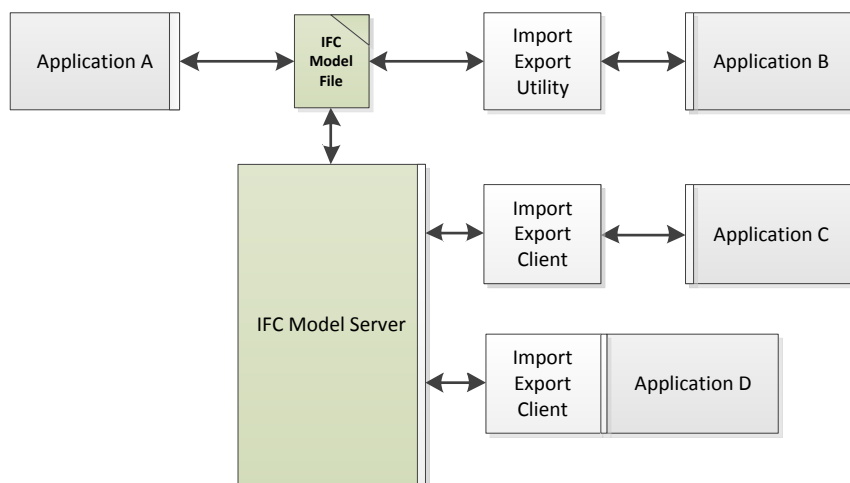 Application A
IFC
Model
File
Import
Export
Utility
Application B
Import
Export
Client
Application C
IFC Model Server
Import
Export
Client
Application D